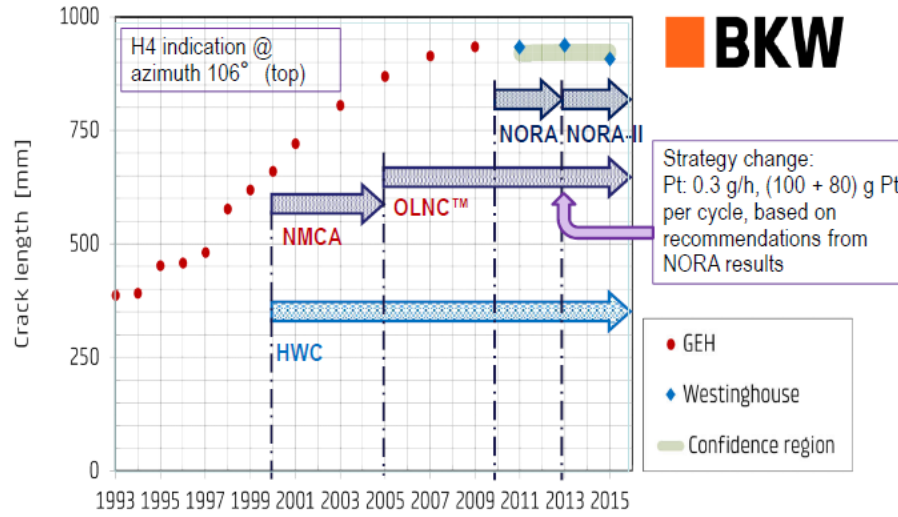 1000
750
500
250
0
Crack length [mm]
H4 indication @
azimuth 106° (top)
BKW
NORA
NORA-II
OLNC™
NMCA
HWC
Strategy change:
Pt: 0.3 g/h, (100 + 80) g Pt
per cycle, based on
recommendations from
NORA results
GEH
Westinghouse
Confidence region
1993 1995 1997 1999 2001 2003 2005 2007 2009 2011 2013 2015